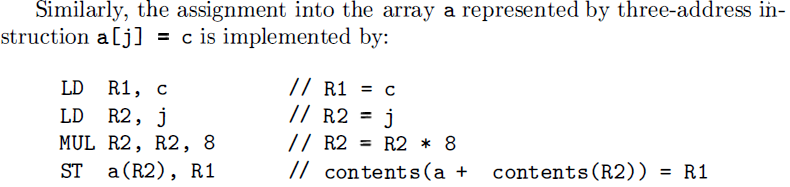 Similarly, the assignment into the array a represented by three-address in-
struction a[j] = c is implemented by:
LD R1, c // R1 = c
LD R2, j // R2 = j
MUL R2, R2, 8 // R2 = R2 * 8
ST a(R2), R1 // contents(a + contents(R2)) = R1